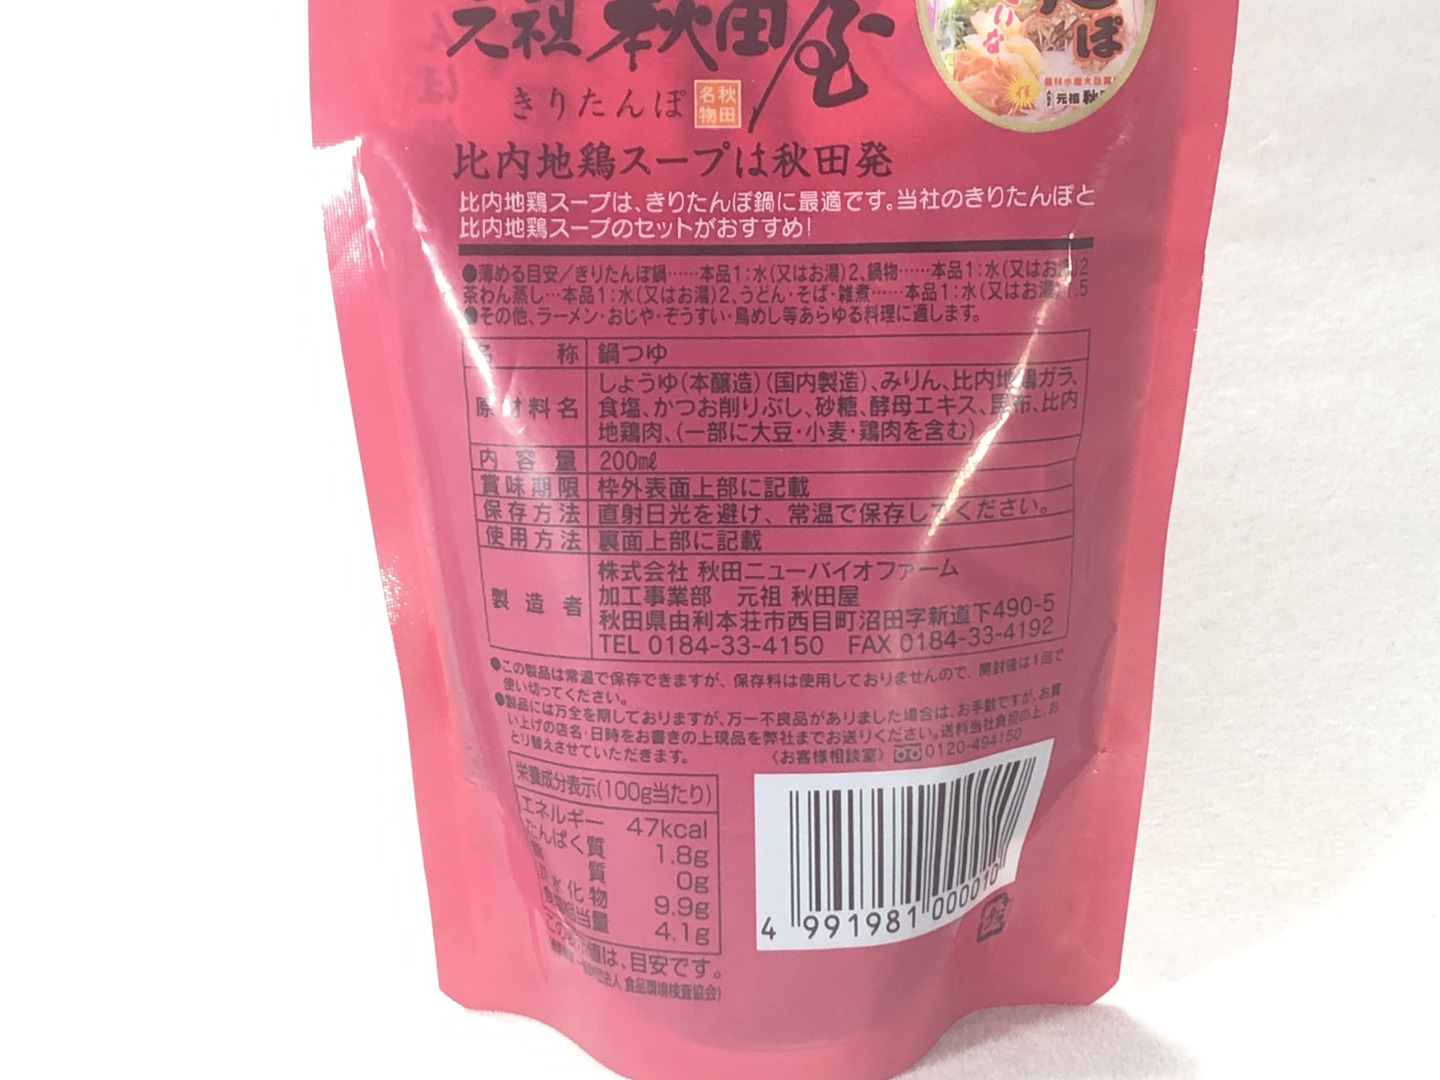 元祖 秋田屋
きりたんぽ
秋田名物
比内地鶏スープは秋田発
比内地鶏スープは、きりたんぽ鍋に最適です。当社のきりたんぽと
比内地鶏スープのセットがおすすめ!
●薄める目安/きりたんぽ鍋……本品1:水(又はお湯)2、鍋物……本品1:水(又はお湯)2
茶わん蒸し…本品1:水(又はお湯)2、うどん・そば・雑煮……本品1:水(又はお湯)1.5
●その他、ラーメン・おじや・ぞうすい・鳥めし等あらゆる料理に適します。
名称 鍋つゆ
原材料名 しょうゆ(本醸造)(国内製造)、みりん、比内地鶏ガラ、
食塩、かつお削りぶし、砂糖、酵母エキス、昆布、比内
地鶏肉、(一部に大豆・小麦・鶏肉を含む)
内容量 200㎖
賞味期限 枠外表面上部に記載
保存方法 直射日光を避け、常温で保存してください。
使用方法 裏面上部に記載
製造者 株式会社 秋田ニューバイオファーム
加工事業部 元祖 秋田屋
秋田県由利本荘市西目町沼田字新道下490-5
TEL 0184-33-4150 FAX 0184-33-4192
●この製品は常温で保存できますが、保存料は使用しておりませんので、開封後は1回で
使い切ってください。
●製品には万全を期しておりますが、万一不良品がありました場合は、お手数ですが、お買
い上げの店名・日時をお書きの上現品を弊社までお送りください。送料当社負担の上、お
とり替えさせていただきます。 〈お客様相談室〉 0120-494150
栄養成分表示(100g当たり)
エネルギー 47kcal
たんぱく質 1.8g
脂質 0g
炭水化物 9.9g
食塩相当量 4.1g
この表示値は、目安です。
食品環境検査協会)
4 991981 000010
元祖 秋田